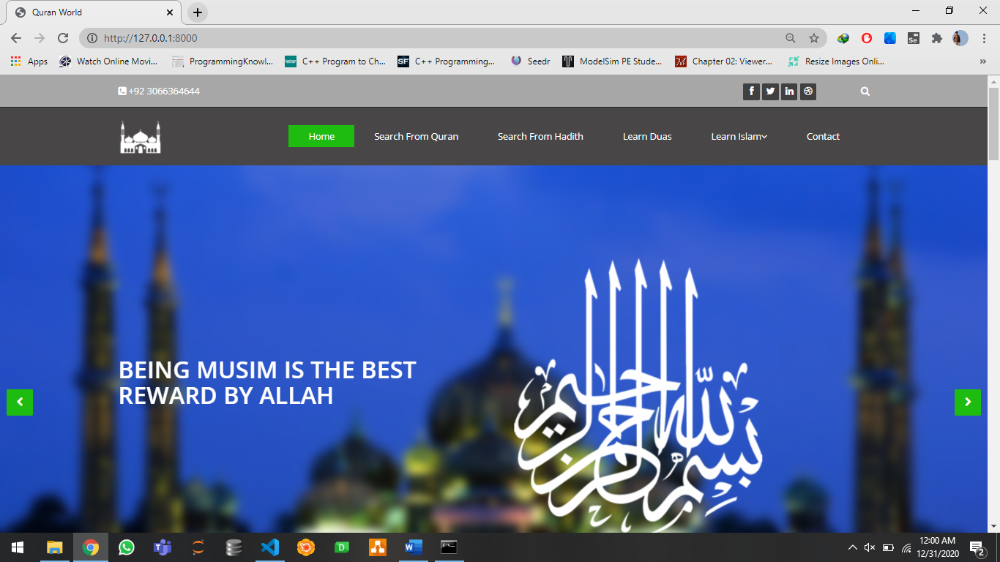 Quran World
http://127.0.0.1:8000
Apps
Watch Online Movi...
ProgrammingKnowl...
C++ Program to Ch...
SF
C++ Programming...
Seedr
ModelSim PE Stude...
Chapter 02: Viewer...
Resize Images Onli...
»
Se
+92 3066364644
Home
Search From Quran
Search From Hadith
Learn Duas
Learn Islam
Contact
BEING MUSIM IS THE BEST
REWARD BY ALLAH
بسم الله الرحمن الرحيم
12:00 AM
12/31/2020
2